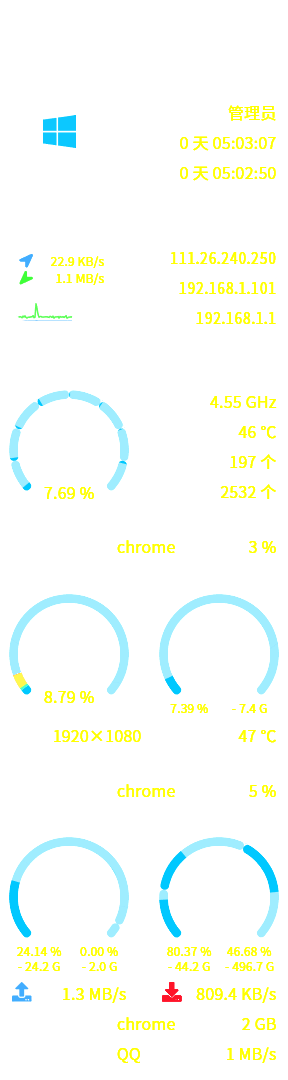 管理员
0 天 05:03:07
0 天 05:02:50
22.9 KB/s 111.26.240.250
1.1 MB/s 192.168.1.101
192.168.1.1
4.55 GHz
46 °C
197 个
7.69 % 2532 个
chrome 3 %
8.79 %
7.39 % - 7.4 G
1920×1080 47 °C
chrome 5 %
24.14 % 0.00 % 80.37 % 46.68 %
- 24.2 G - 2.0 G - 44.2 G - 496.7 G
1.3 MB/s 809.4 KB/s
chrome 2 GB
QQ 1 MB/s